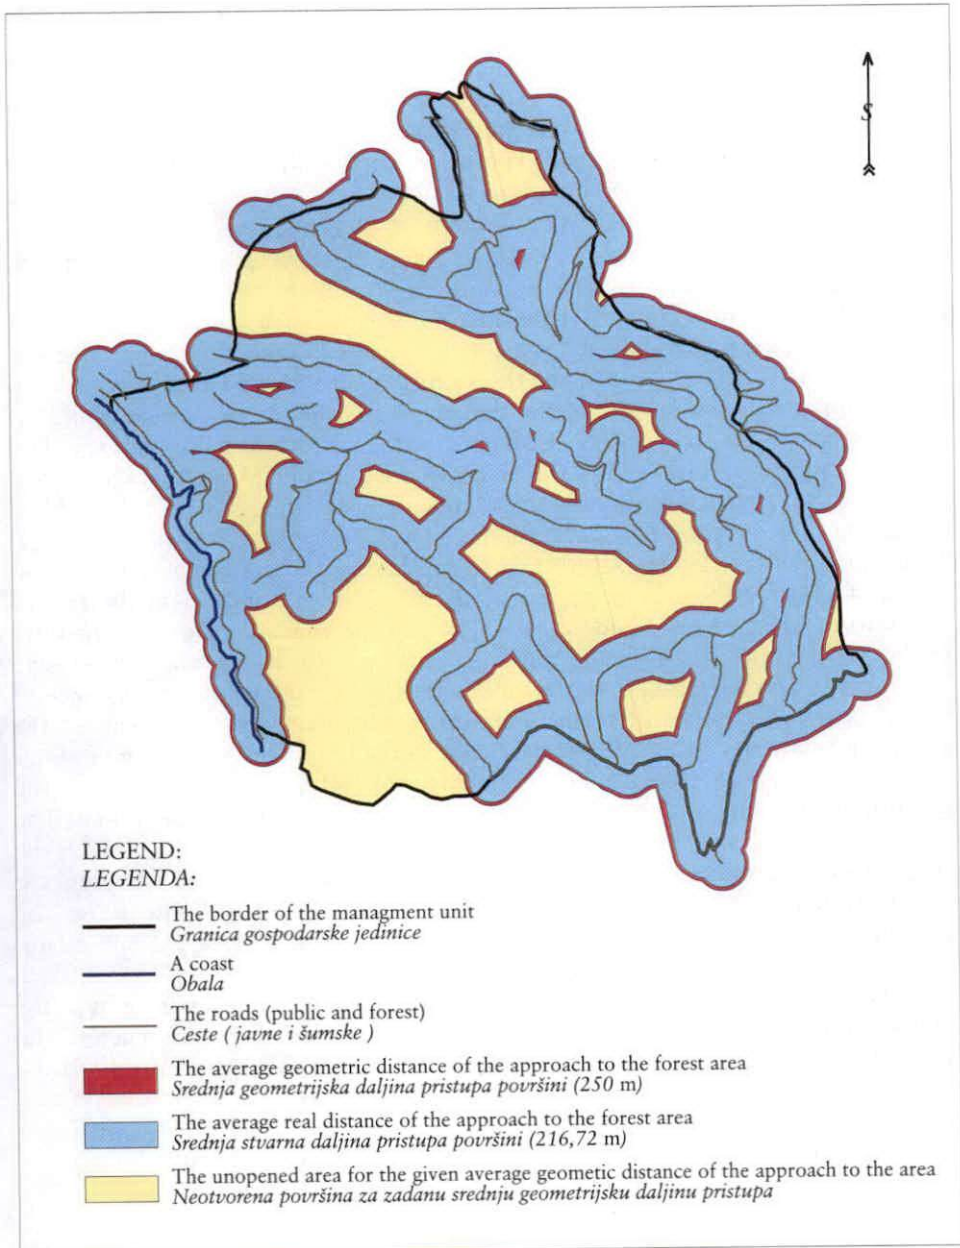 S
LEGEND:
LEGENDA:
The border of the managment unit
Granica gospodarske jedinice
A coast
Obala
The roads (public and forest)
Ceste ( javne i šumske )
The average geometric distance of the approach to the forest area
Srednja geometrijska daljina pristupa površini (250 m)
The average real distance of the approach to the forest area
Srednja stvarna daljina pristupa površini (216,72 m)
The unopened area for the given average geometic distance of the approach to the area
Neotvorena površina za zadanu srednju geometrijsku daljinu pristupa